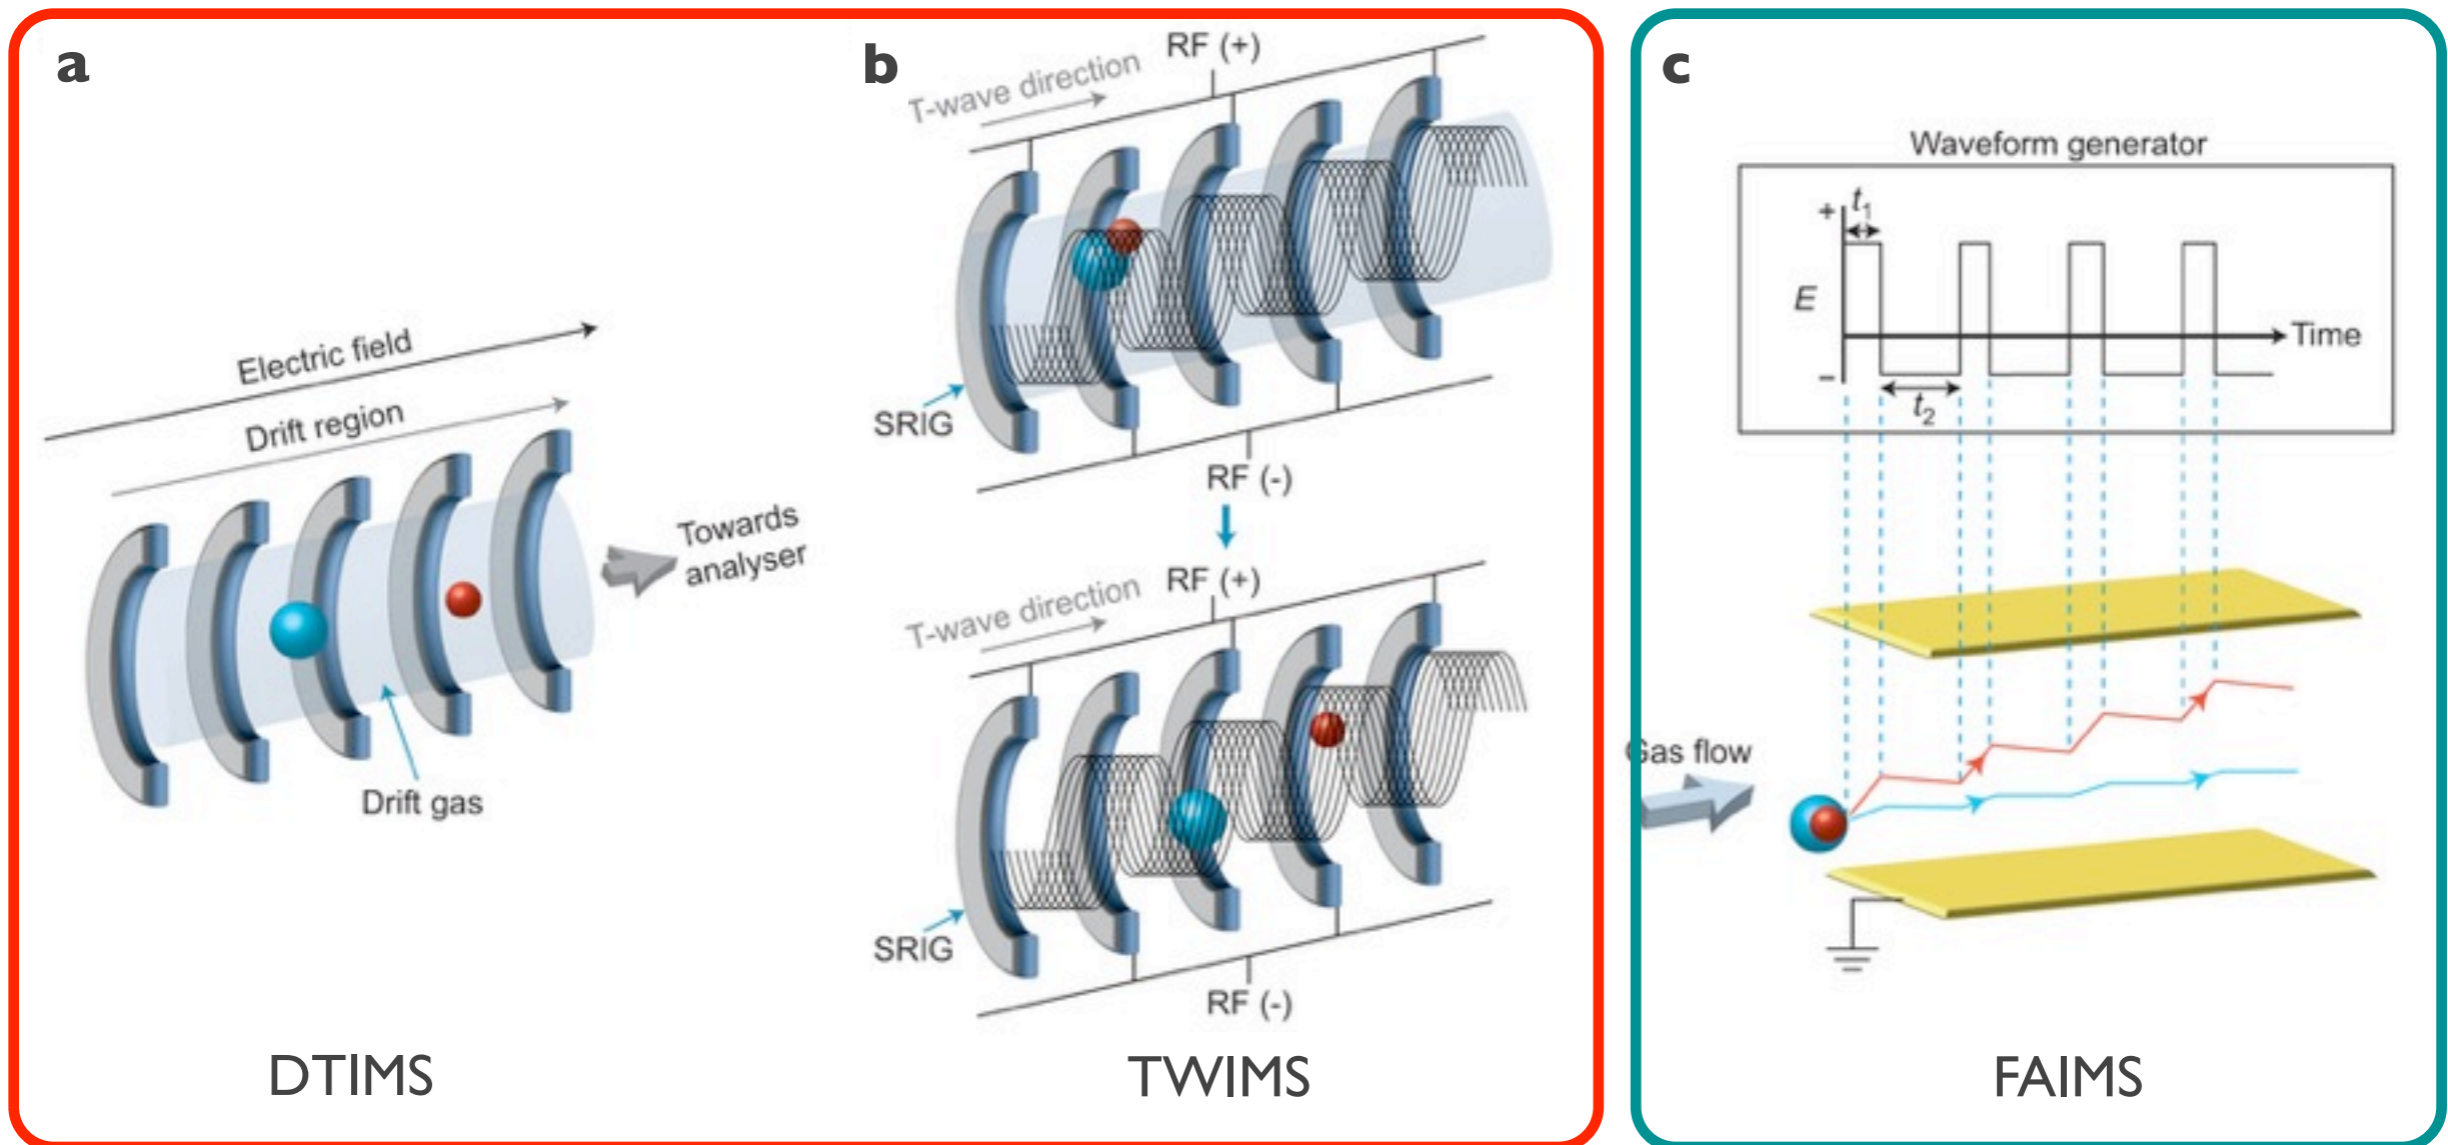 a
Electric field
Drift region
Towards
analyser
Drift gas
DTIMS
b
RF (+)
T-wave direction
SRIG
RF (-)
RF (+)
T-wave direction
SRIG
RF (-)
TWIMS
c
Waveform generator
+
t1
E
Time
−
t2
Gas flow
FAIMS